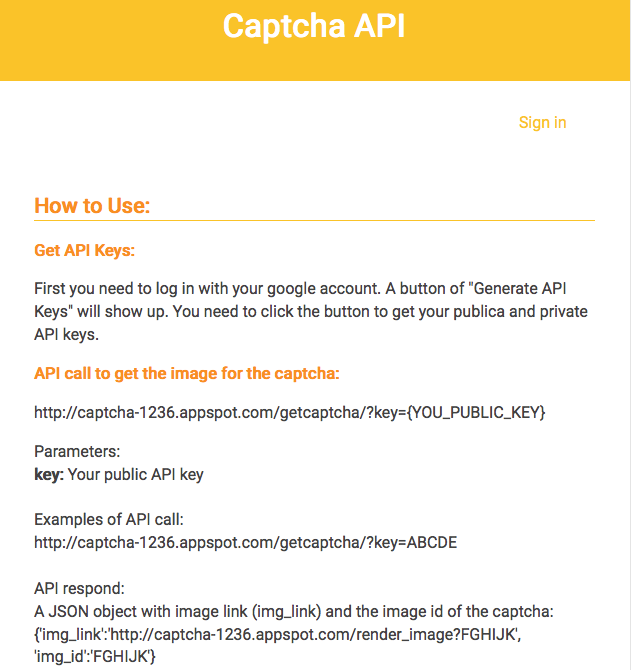 Captcha API
Sign in
How to Use:
Get API Keys:
First you need to log in with your google account. A button of "Generate API
Keys" will show up. You need to click the button to get your publica and private
API keys.
API call to get the image for the captcha:
http://captcha-1236.appspot.com/getcaptcha/?key={YOU_PUBLIC_KEY}
Parameters:
key: Your public API key
Examples of API call:
http://captcha-1236.appspot.com/getcaptcha/?key=ABCDE
API respond:
A JSON object with image link (img_link) and the image id of the captcha:
{'img_link':'http://captcha-1236.appspot.com/render_image?FGHIJK',
'img_id':'FGHIJK'}